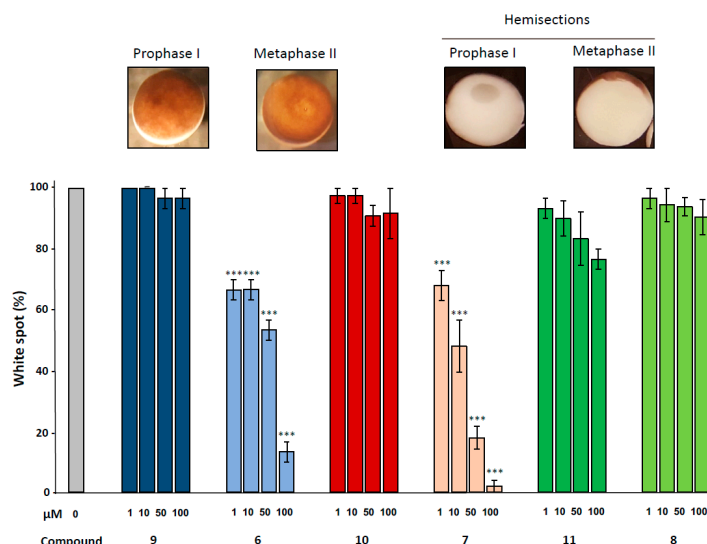 Hemisections
Prophase I Metaphase II Prophase I Metaphase II
White spot (%)
100
80
60
40
20
0
*** *** *** *** *** *** *** ***
µM 0 1 10 50 100 1 10 50 100 1 10 50 100 1 10 50 100 1 10 50 100 1 10 50 100
Compound 9 6 10 7 11 8